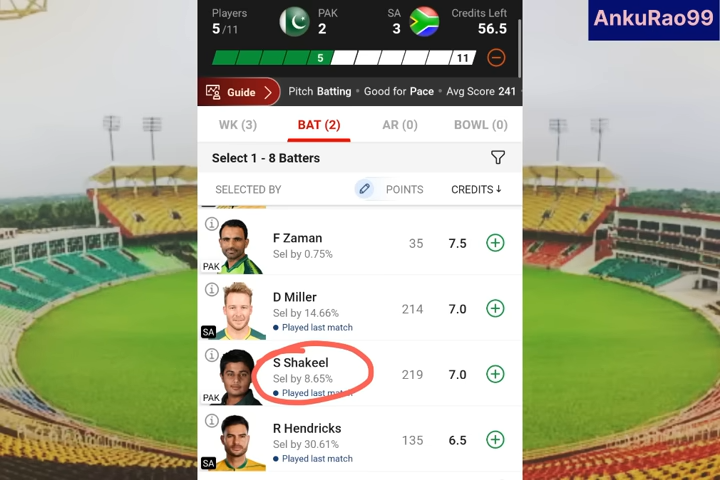 AnkuRao99
Players
5/11
PAK
2
SA
3
Credits Left
56.5
5
11
Guide
Pitch Batting • Good for Pace • Avg Score 241
WK (3)
BAT (2)
AR (0)
BOWL (0)
Select 1 - 8 Batters
SELECTED BY
POINTS
CREDITS↓
F Zaman
Sel by 0.75%
PAK
35
7.5
D Miller
Sel by 14.66%
• Played last match
SA
214
7.0
S Shakeel
Sel by 8.65%
• Played last match
PAK
219
7.0
R Hendricks
Sel by 30.61%
• Played last match
SA
135
6.5